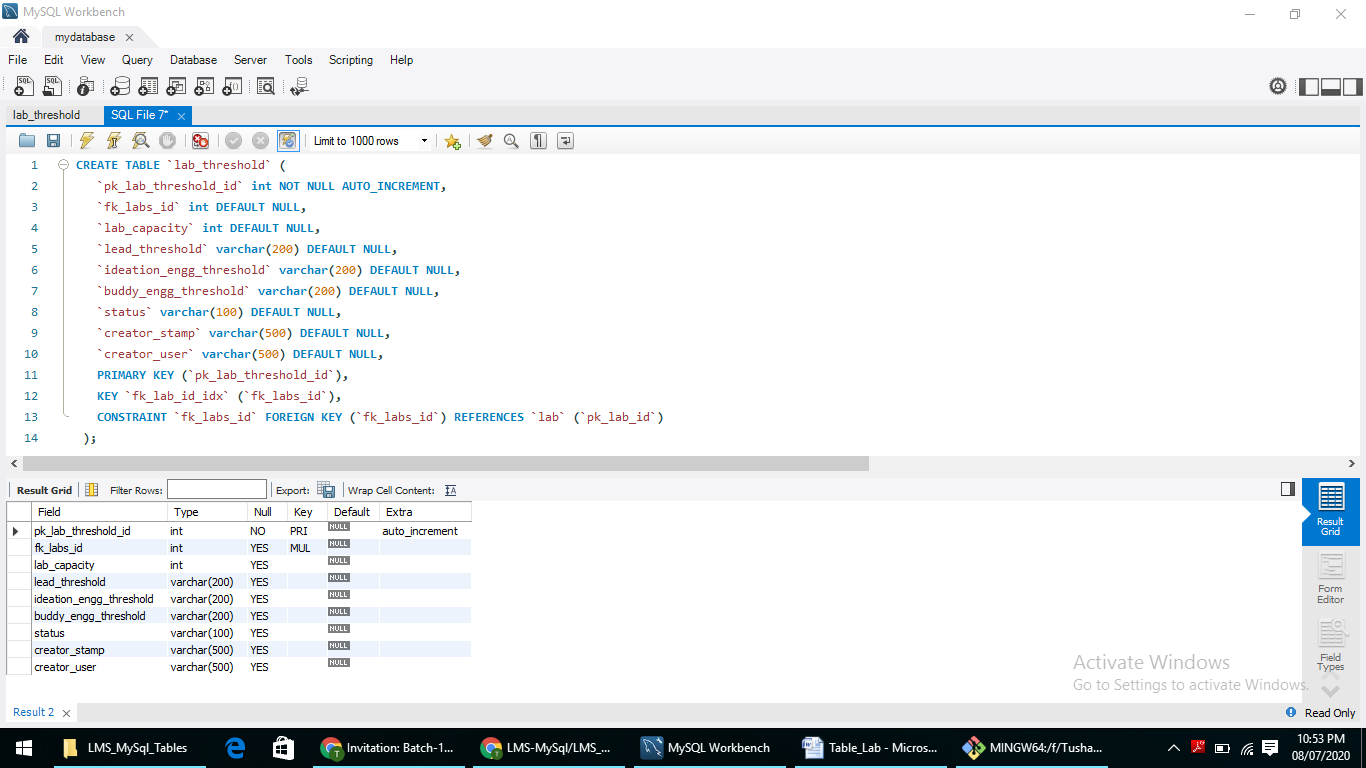 MySQL Workbench
mydatabase
File Edit View Query Database Server Tools Scripting Help
lab_threshold SQL File 7*
Limit to 1000 rows
1 CREATE TABLE `lab_threshold` (
2 `pk_lab_threshold_id` int NOT NULL AUTO_INCREMENT,
3 `fk_labs_id` int DEFAULT NULL,
4 `lab_capacity` int DEFAULT NULL,
5 `lead_threshold` varchar(200) DEFAULT NULL,
6 `ideation_engg_threshold` varchar(200) DEFAULT NULL,
7 `buddy_engg_threshold` varchar(200) DEFAULT NULL,
8 `status` varchar(100) DEFAULT NULL,
9 `creator_stamp` varchar(500) DEFAULT NULL,
10 `creator_user` varchar(500) DEFAULT NULL,
11 PRIMARY KEY (`pk_lab_threshold_id`),
12 KEY `fk_lab_id_idx` (`fk_labs_id`),
13 CONSTRAINT `fk_labs_id` FOREIGN KEY (`fk_labs_id`) REFERENCES `lab` (`pk_lab_id`)
14 );
Result Grid Filter Rows: Export: Wrap Cell Content:
Field Type Null Key Default Extra
pk_lab_threshold_id int NO PRI NULL auto_increment
fk_labs_id int YES MUL NULL
lab_capacity int YES NULL
lead_threshold varchar(200) YES NULL
ideation_engg_threshold varchar(200) YES NULL
buddy_engg_threshold varchar(200) YES NULL
status varchar(100) YES NULL
creator_stamp varchar(500) YES NULL
creator_user varchar(500) YES NULL
Result
Grid
Form
Editor
Field
Types
Activate Windows
Go to Settings to activate Windows.
Result 2 Read Only
LMS_MySql_Tables Invitation: Batch-1... LMS-MySql/LMS_... MySQL Workbench Table_Lab - Micros... MINGW64:/f/Tusha...
10:53 PM
08/07/2020